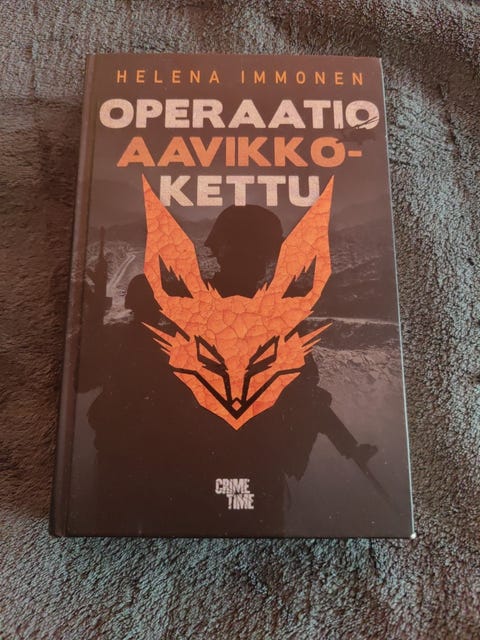 HELENA IMMONEN
OPERAATIO
AAVIKKO-
KETTU
CRIME
TIME